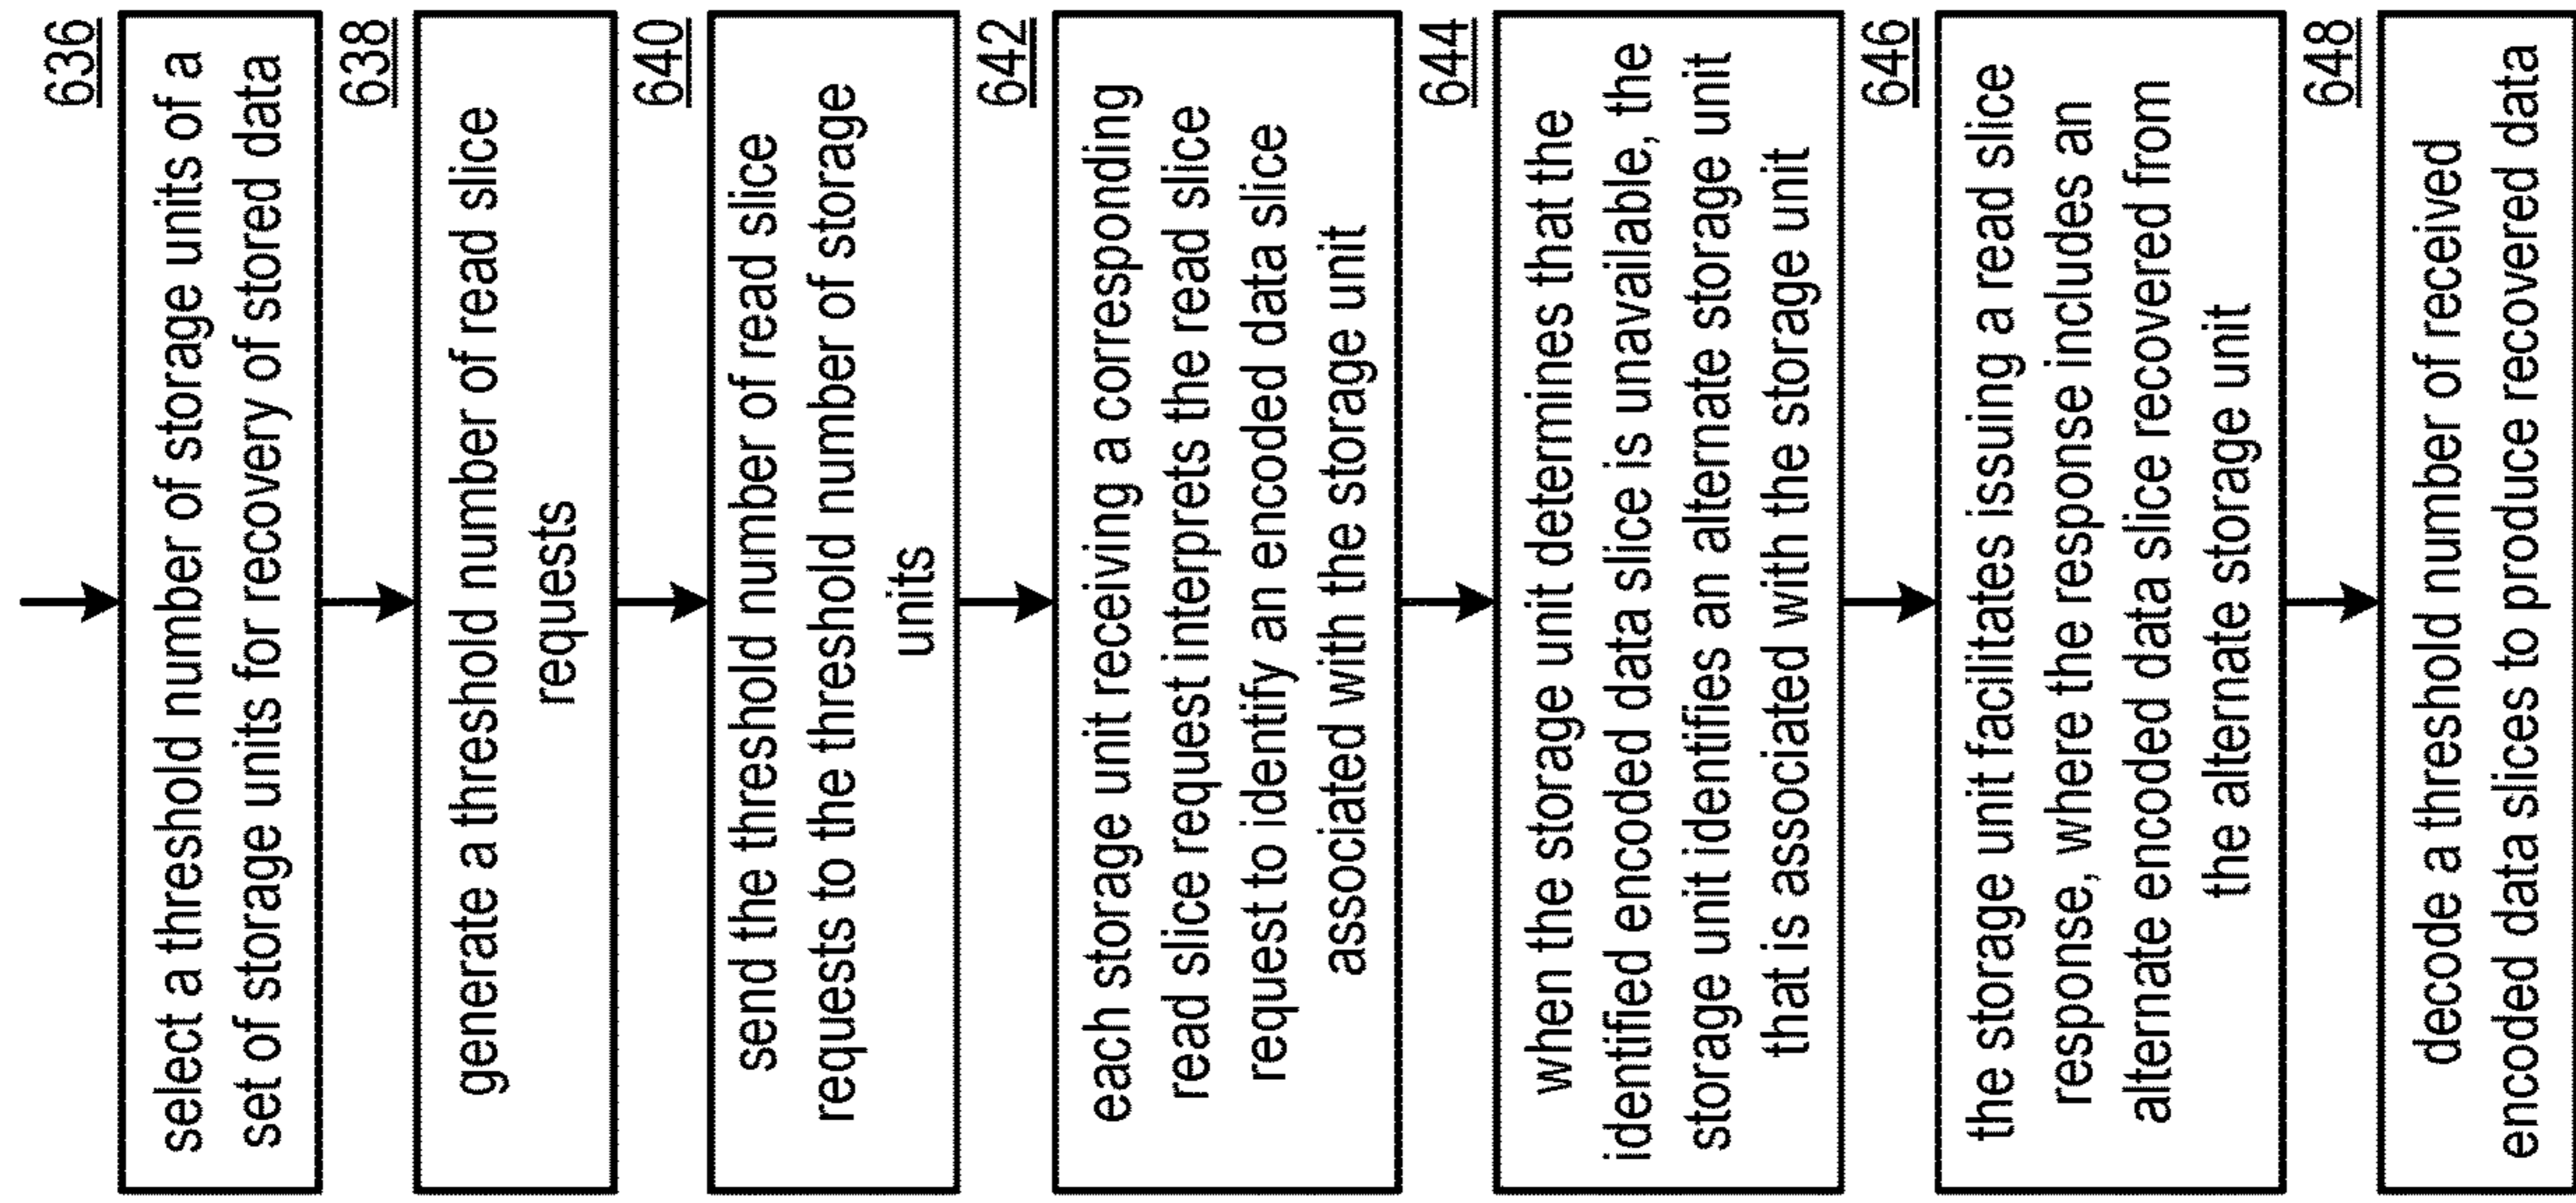 636
select a threshold number of storage units of a
set of storage units for recovery of stored data
638
generate a threshold number of read slice
requests
640
send the threshold number of read slice
requests to the threshold number of storage
units
642
each storage unit receiving a corresponding
read slice request interprets the read slice
request to identify an encoded data slice
associated with the storage unit
644
when the storage unit determines that the
identified encoded data slice is unavailable, the
storage unit identifies an alternate storage unit
that is associated with the storage unit
646
the storage unit facilitates issuing a read slice
response, where the response includes an
alternate encoded data slice recovered from
the alternate storage unit
648
decode a threshold number of received
encoded data slices to produce recovered data